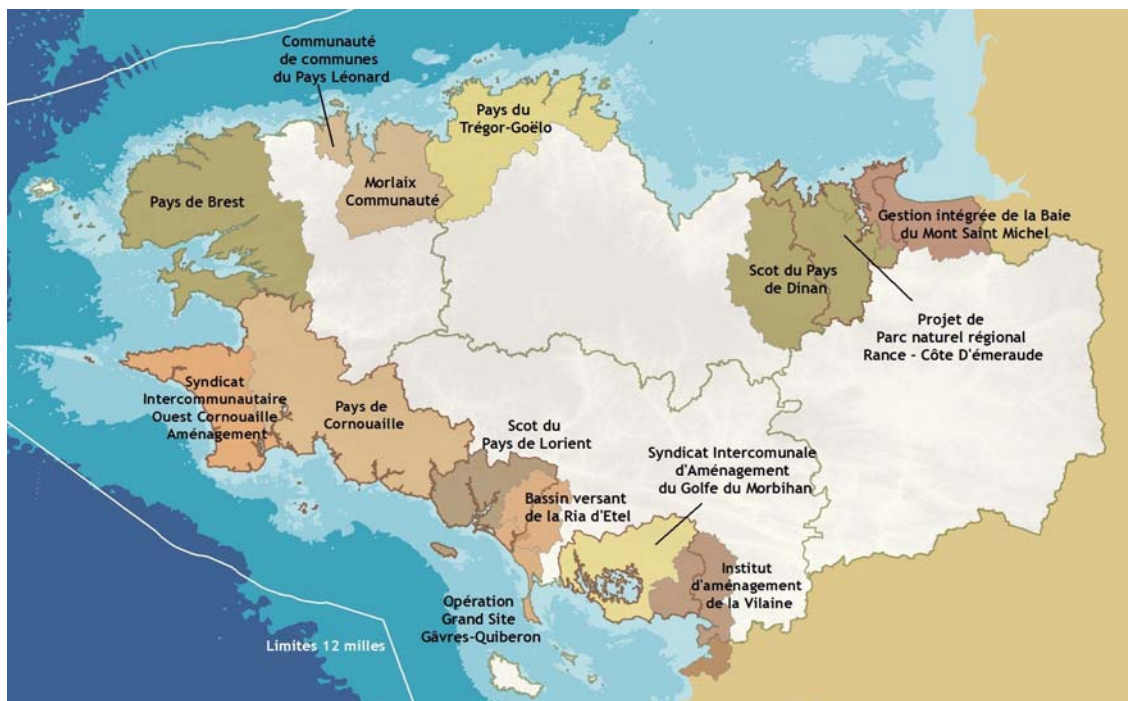 Communauté
de communes
du Pays Léonard
Pays du
Trégor-Goëlo
Pays de Brest
Morlaix
Communauté
Gestion intégrée de la Baie
du Mont Saint Michel
Scot du Pays
de Dinan
Projet de
Parc naturel régional
Rance - Côte D'émeraude
Syndicat
Intercommunautaire
Ouest Cornouaille
Aménagement
Pays de
Cornouaille
Scot du
Pays de Lorient
Syndicat Intercomunale
d'Aménagement
du Golfe du Morbihan
Bassin versant
de la Ria d'Etel
Institut
d'aménagement
de la Vilaine
Opération
Grand Site
Gâvres-Quiberon
Limites 12 milles